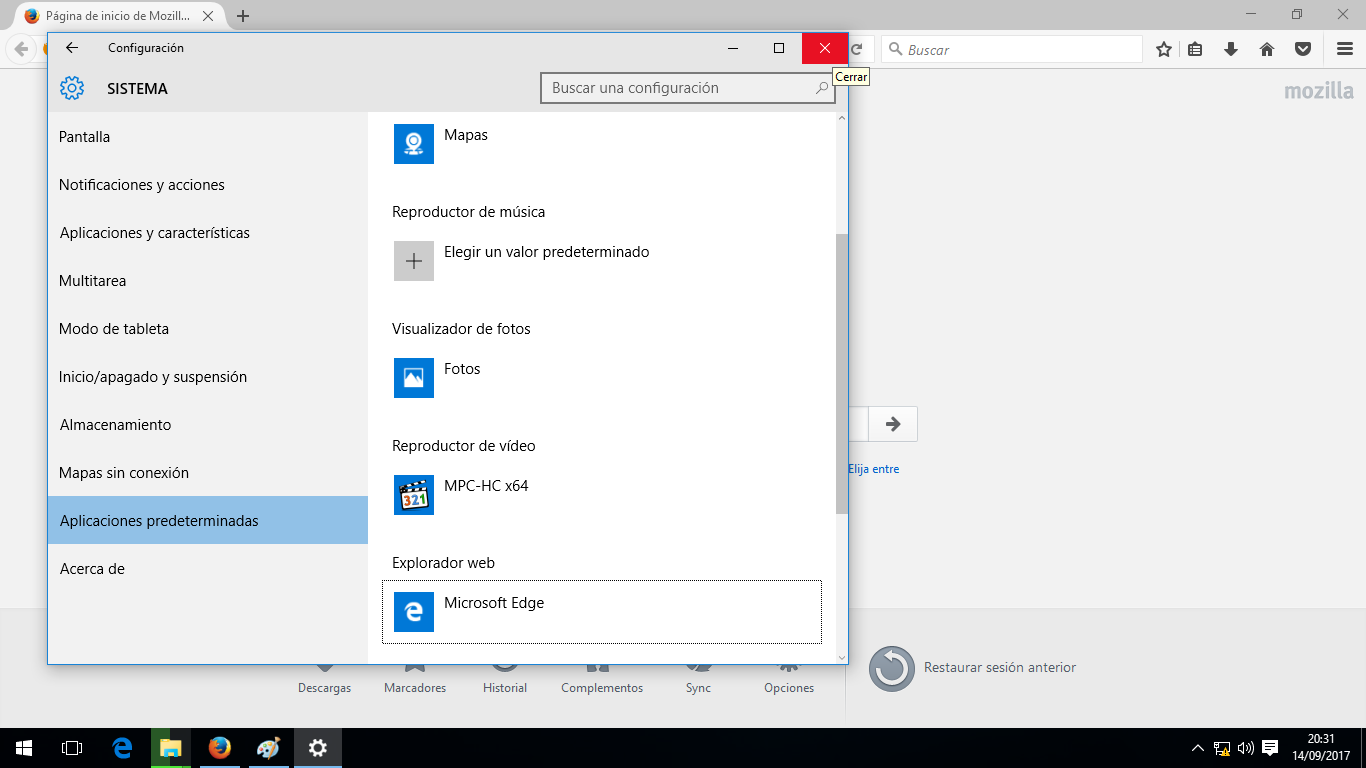 Página de inicio de Mozill...
Buscar
Configuración
Cerrar
SISTEMA
Buscar una configuración
mozilla
Pantalla
Notificaciones y acciones
Aplicaciones y características
Multitarea
Modo de tableta
Inicio/apagado y suspensión
Almacenamiento
Mapas sin conexión
Aplicaciones predeterminadas
Acerca de
Mapas
Reproductor de música
Elegir un valor predeterminado
Visualizador de fotos
Fotos
Reproductor de vídeo
321
MPC-HC x64
Explorador web
Microsoft Edge
Elija entre
Descargas
Marcadores
Historial
Complementos
Sync
Opciones
Restaurar sesión anterior
20:31
14/09/2017